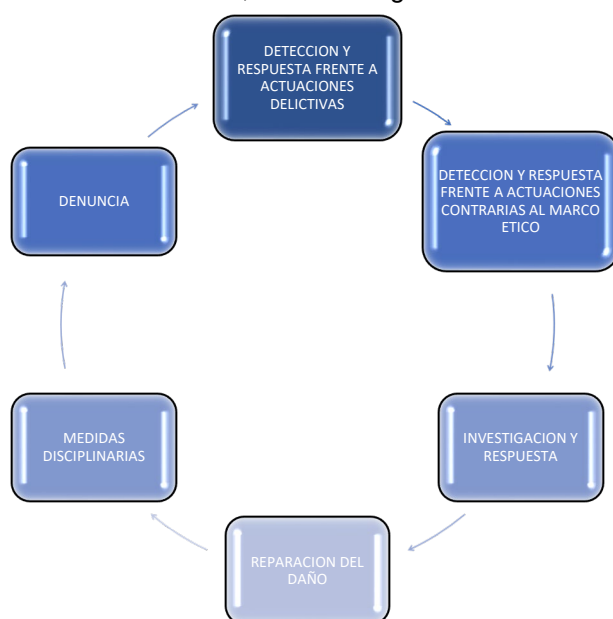 DETECCION Y
RESPUESTA FRENTE A
ACTUACIONES
DELICTIVAS
DETECCION Y RESPUESTA
FRENTE A ACTUACIONES
CONTRARIAS AL MARCO
ETICO
INVESTIGACION Y
RESPUESTA
REPARACION DEL
DAÑO
MEDIDAS
DISCIPLINARIAS
DENUNCIA